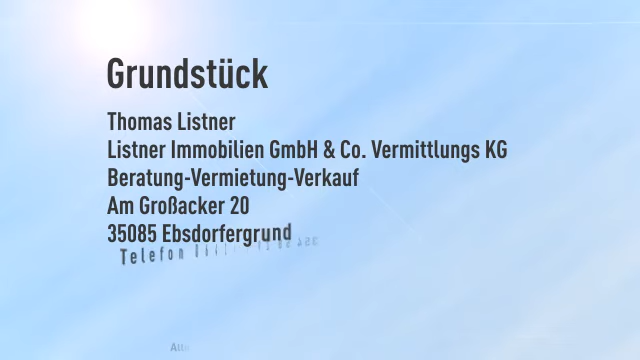 Grundstück
Thomas Listner
Listner Immobilien GmbH & Co. Vermittlungs KG
Beratung-Vermietung-Verkauf
Am Großacker 20
35085 Ebsdorfergrund
Telefon